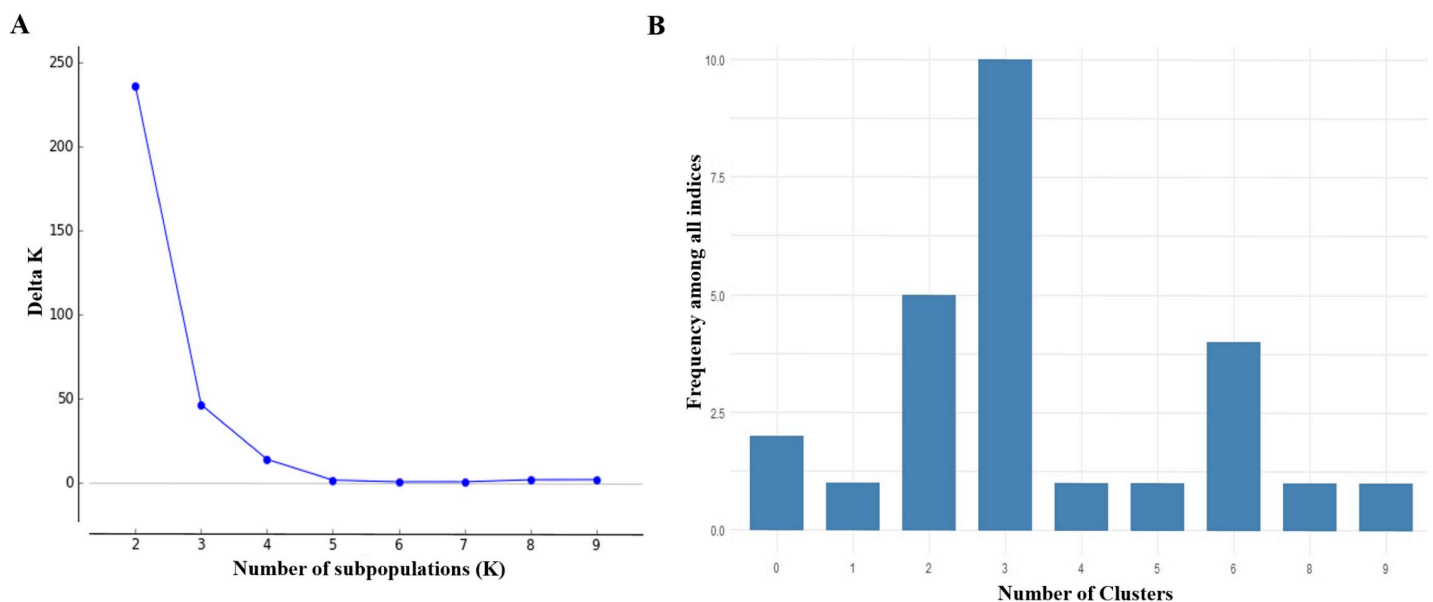 A
250
200
150
100
50
0
Delta K
2 3 4 5 6 7 8 9
Number of subpopulations (K)
B
10.0
7.5
5.0
2.5
0.0
Frequency among all indices
0 1 2 3 4 5 6 8 9
Number of Clusters